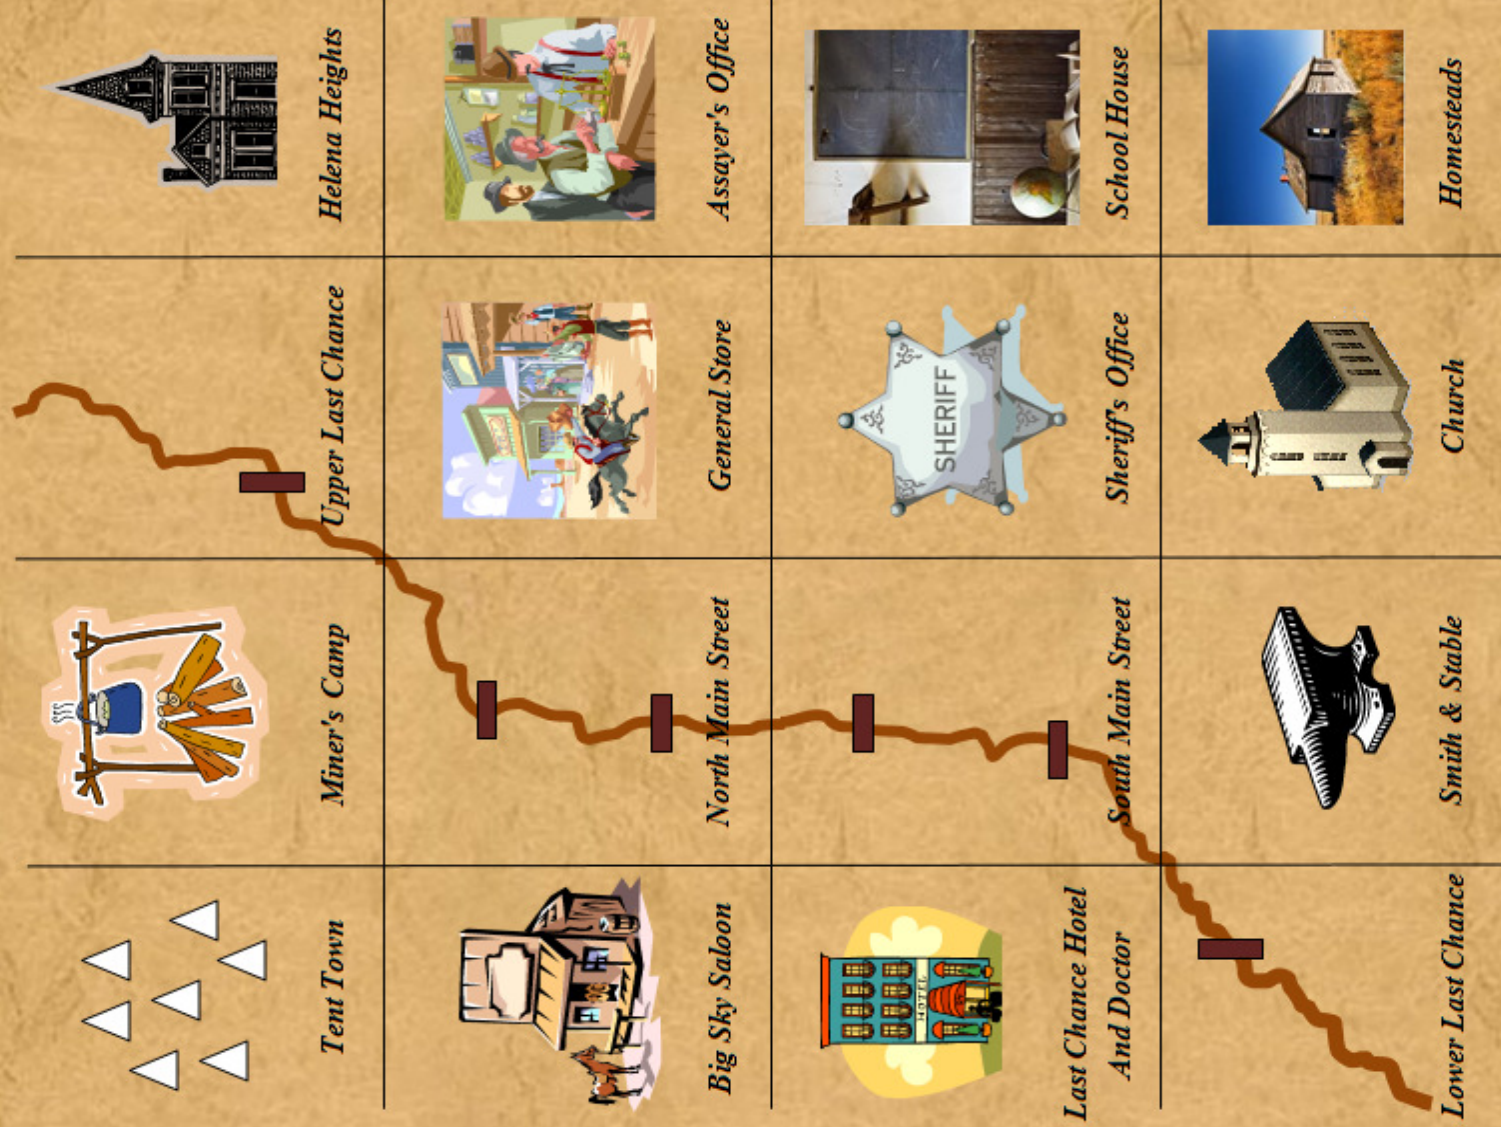 Tent Town
Miner's Camp
Upper Last Chance
Helena Heights
Big Sky Saloon
North Main Street
General Store
Assayer's Office
HOTEL
Last Chance Hotel
And Doctor
South Main Street
SHERIFF
Sheriff's Office
School House
Lower Last Chance
Smith & Stable
Church
Homesteads